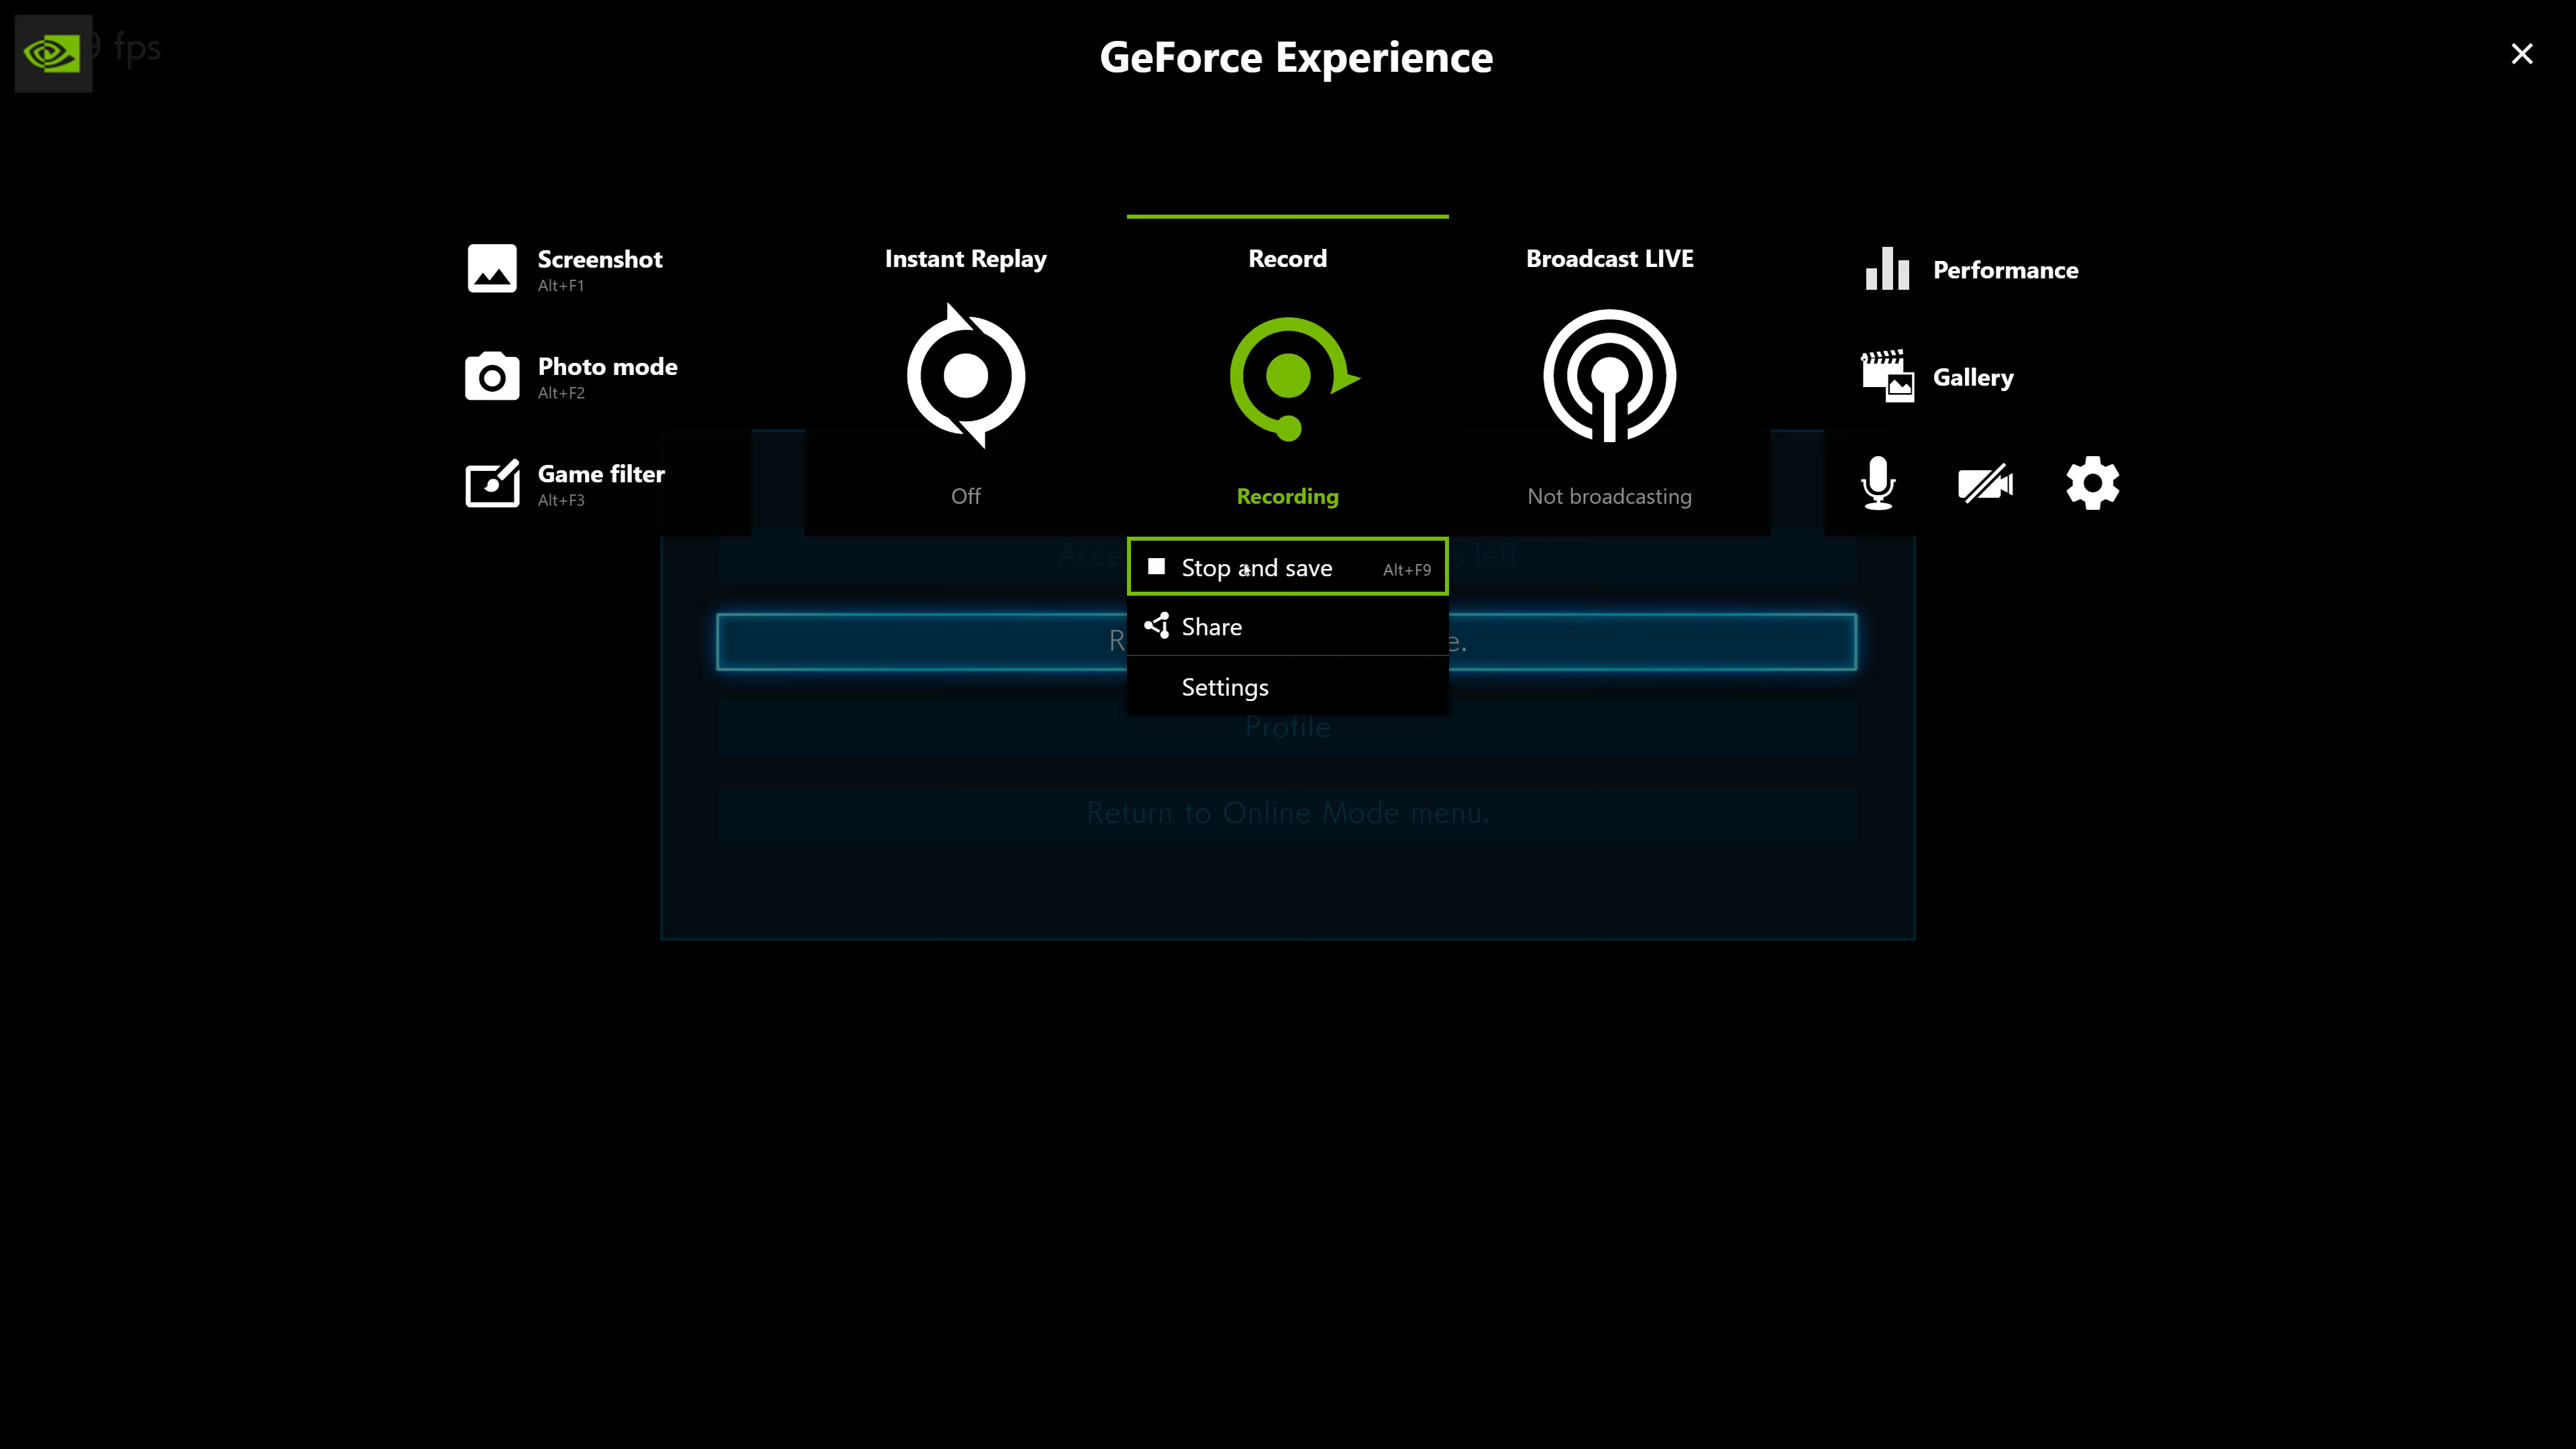 fps
GeForce Experience
Screenshot
Alt+F1
Photo mode
Alt+F2
Game filter
Alt+F3
Instant Replay
Off
Record
Recording
Broadcast LIVE
Not broadcasting
Performance
Gallery
Stop and save Alt+F9
Share
Settings
left
Profile
Return to Online Mode menu.